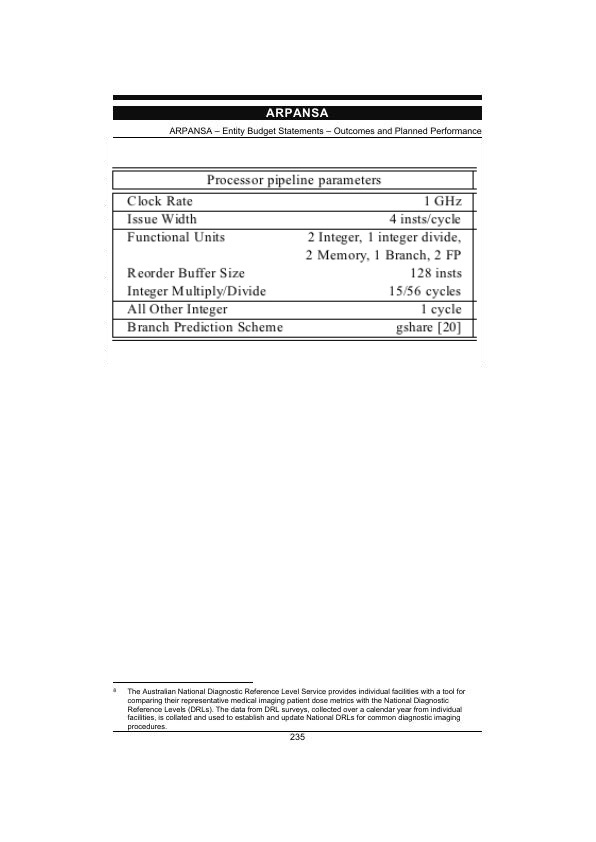 ARPANSA
ARPANSA – Entity Budget Statements – Outcomes and Planned Performance
Processor pipeline parameters
Clock Rate 1 GHz
Issue Width 4 insts/cycle
Functional Units 2 Integer, 1 integer divide,
2 Memory, 1 Branch, 2 FP
Reorder Buffer Size 128 insts
Integer Multiply/Divide 15/56 cycles
All Other Integer 1 cycle
Branch Prediction Scheme gshare [20]
8 The Australian National Diagnostic Reference Level Service provides individual facilities with a tool for
comparing their representative medical imaging patient dose metrics with the National Diagnostic
Reference Levels (DRLs). The data from DRL surveys, collected over a calendar year from individual
facilities, is collated and used to establish and update National DRLs for common diagnostic imaging
procedures.
235